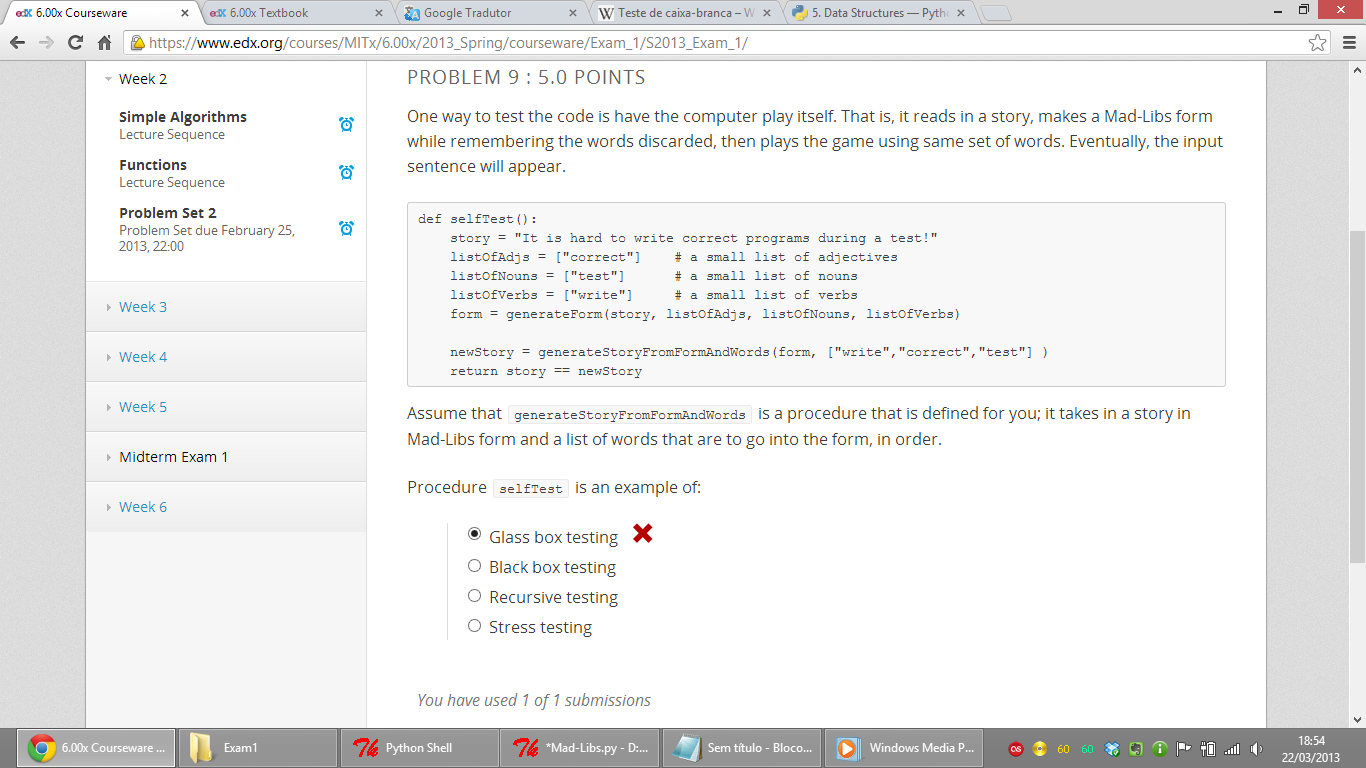 6.00x Courseware
6.00x Textbook
Google Tradutor
Teste de caixa-branca – W
5. Data Structures — Pyth
https://www.edx.org/courses/MITx/6.00x/2013_Spring/courseware/Exam_1/S2013_Exam_1/
Week 2
Simple Algorithms
Lecture Sequence
Functions
Lecture Sequence
Problem Set 2
Problem Set due February 25,
2013, 22:00
Week 3
Week 4
Week 5
Midterm Exam 1
Week 6
PROBLEM 9 : 5.0 POINTS
One way to test the code is have the computer play itself. That is, it reads in a story, makes a Mad-Libs form
while remembering the words discarded, then plays the game using same set of words. Eventually, the input
sentence will appear.
def selfTest():
    story = "It is hard to write correct programs during a test!"
    listOfAdjs = ["correct"]    # a small list of adjectives
    listOfNouns = ["test"]      # a small list of nouns
    listOfVerbs = ["write"]     # a small list of verbs
    form = generateForm(story, listOfAdjs, listOfNouns, listOfVerbs)
    newStory = generateStoryFromFormAndWords(form, ["write","correct","test"] )
    return story == newStory
Assume that generateStoryFromFormAndWords is a procedure that is defined for you; it takes in a story in
Mad-Libs form and a list of words that are to go into the form, in order.
Procedure selfTest is an example of:
Glass box testing
Black box testing
Recursive testing
Stress testing
You have used 1 of 1 submissions
6.00x Courseware ...
Exam1
Python Shell
*Mad-Libs.py - D:...
Sem título - Bloco...
Windows Media P...
60
60
18:54
22/03/2013